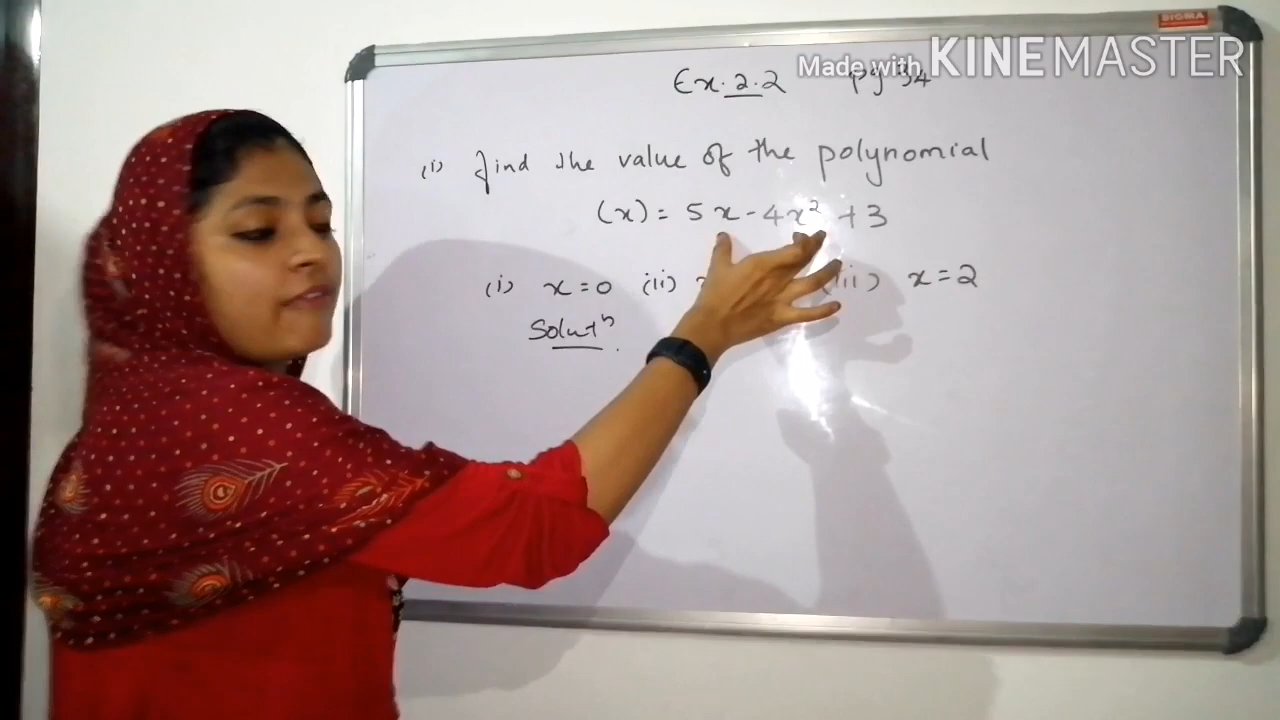 SIGMA
Made with KINEMASTER
Ex. 2.2 pg 34
(i) find the value of the polynomial
(x) = 5x - 4x² + 3
(i) x = 0 (ii) (iii) x = 2
Solutⁿ.